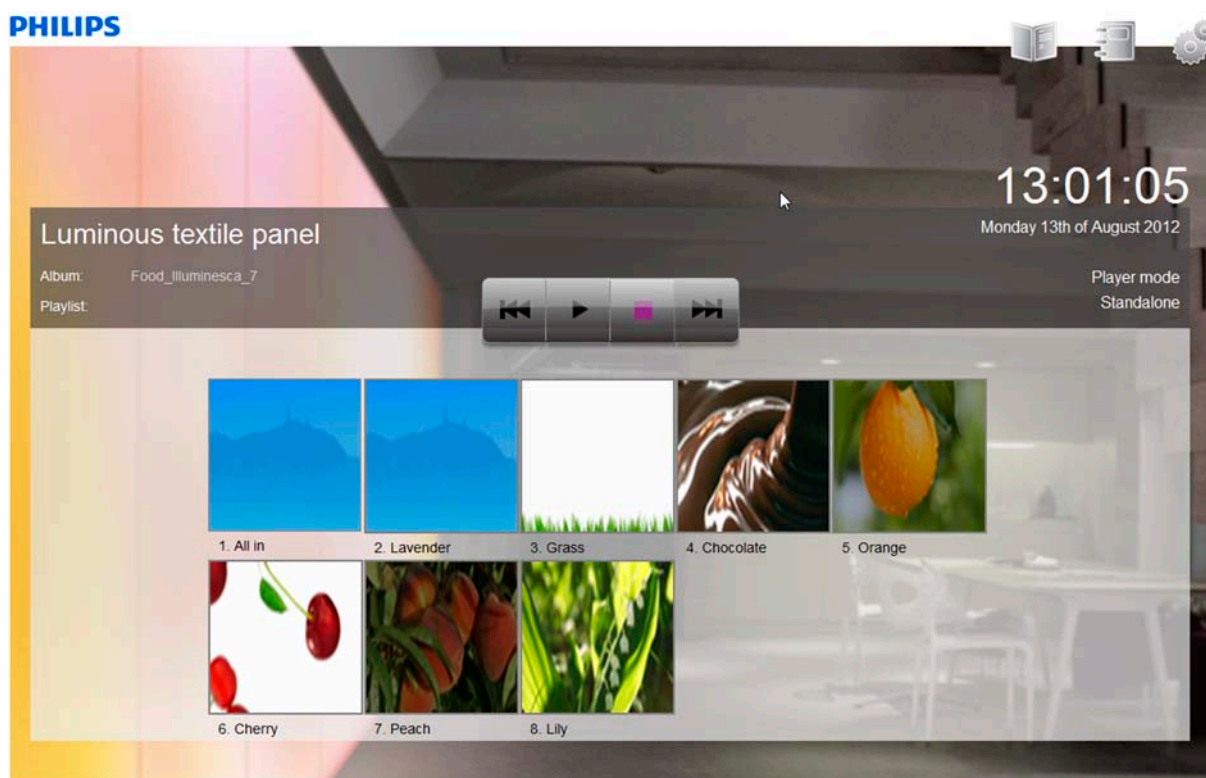 PHILIPS
13:01:05
Luminous textile panel
Monday 13th of August 2012
Album: Food_Illuminesca_7
Player mode
Playlist:
Standalone
1. All in
2. Lavender
3. Grass
4. Chocolate
5. Orange
6. Cherry
7. Peach
8. Lily